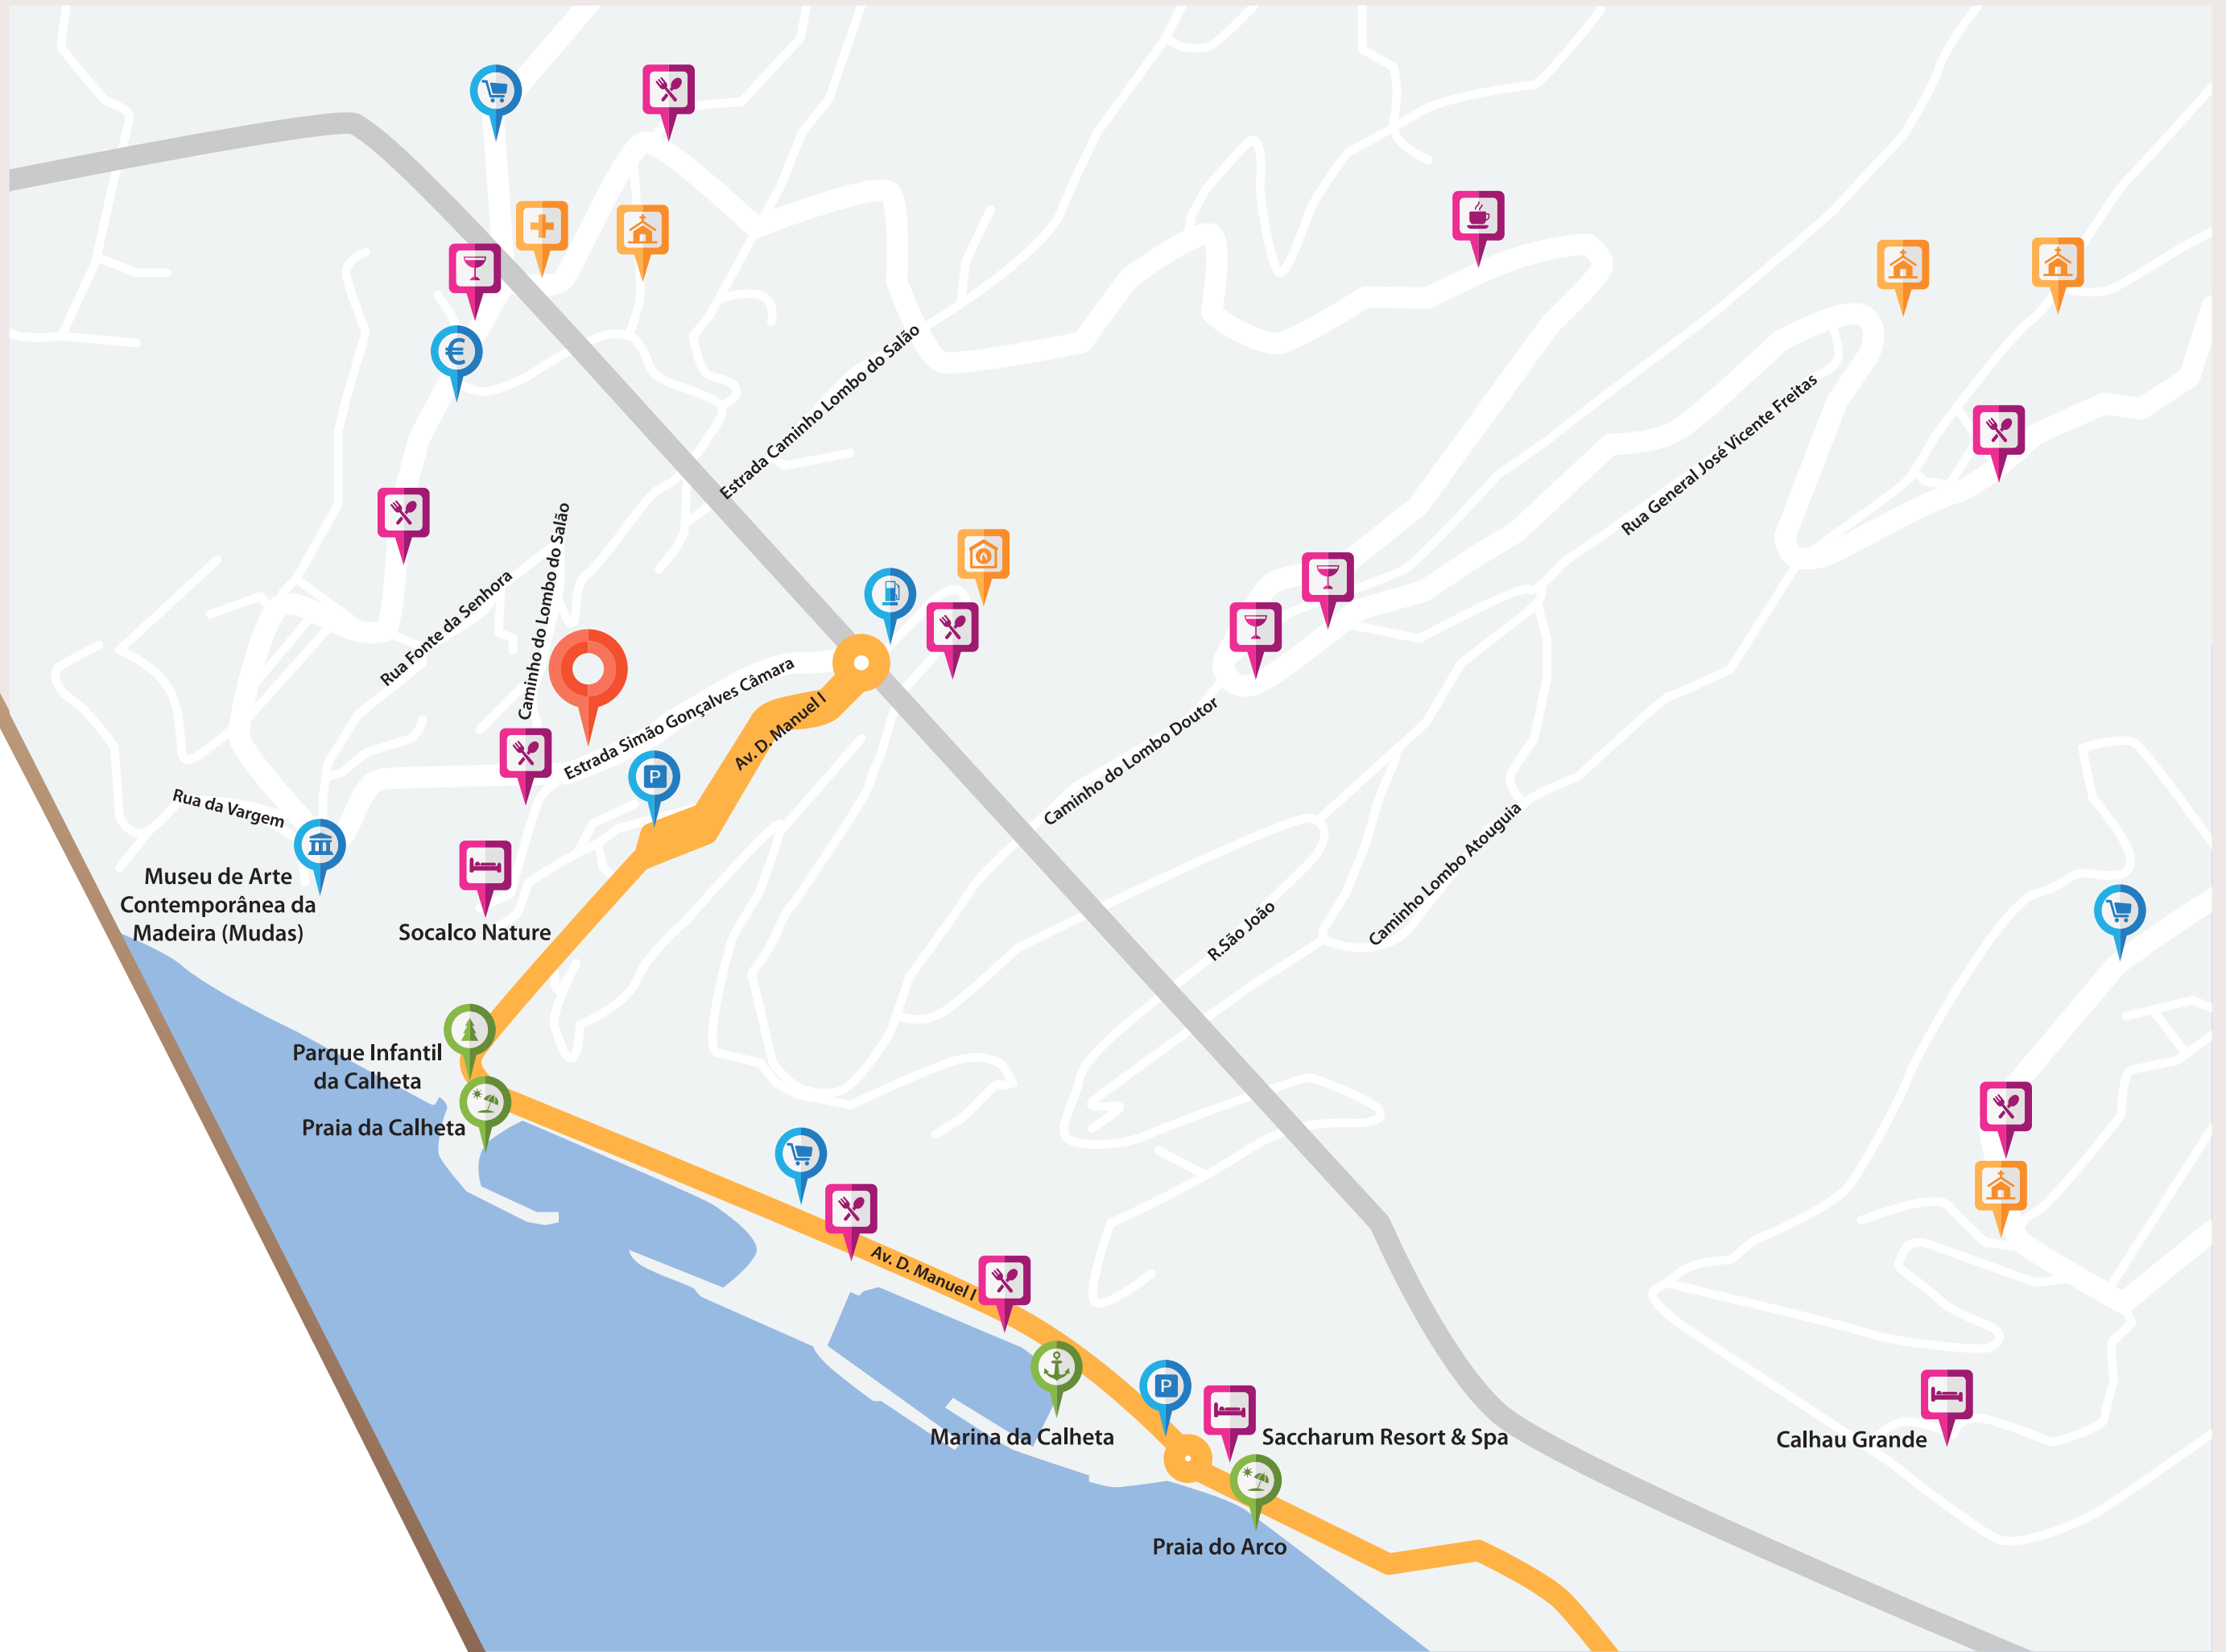 Estrada Caminho Lombo do Salão
Rua General José Vicente Freitas
Caminho do Lombo do Salão
Rua Fonte da Senhora
Estrada Simão Gonçalves Câmara
Av. D. Manuel I
Caminho do Lombo Doutor
Rua da Vargem
P
Museu de Arte
Contemporânea da
Madeira (Mudas)
Socalco Nature
Caminho Lombo Atouguia
R.São João
Parque Infantil
da Calheta
Praia da Calheta
Av. D. Manuel I
P
Marina da Calheta
Saccharum Resort & Spa
Calhau Grande
Praia do Arco